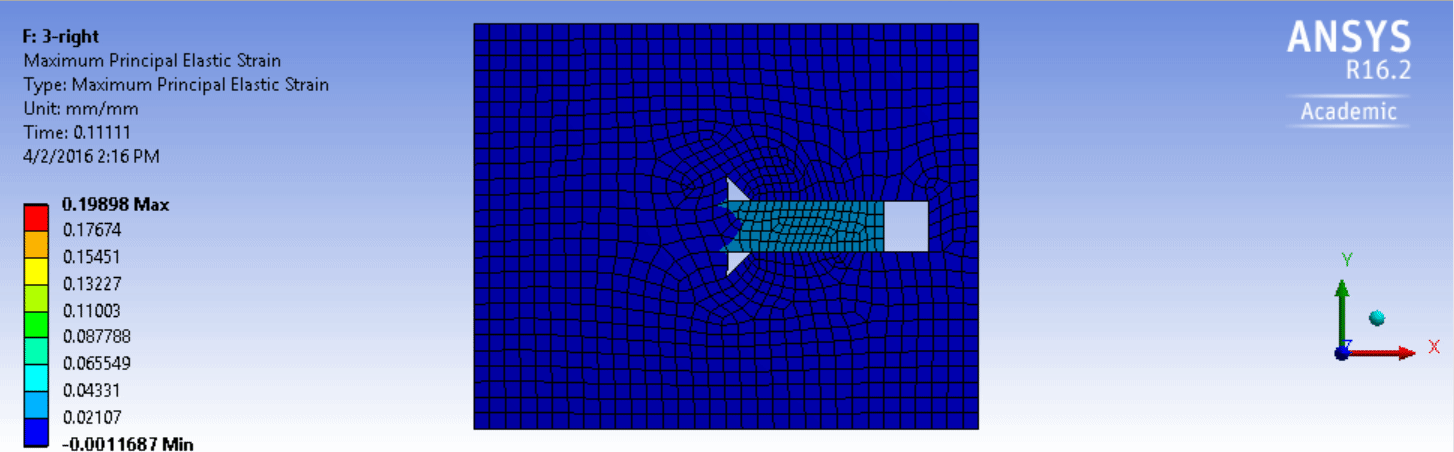 F: 3-right
Maximum Principal Elastic Strain
Type: Maximum Principal Elastic Strain
Unit: mm/mm
Time: 0.11111
4/2/2016 2:16 PM
0.19898 Max
0.17674
0.15451
0.13227
0.11003
0.087788
0.065549
0.04331
0.02107
-0.0011687 Min
ANSYS
R16.2
Academic
Y
Z
X